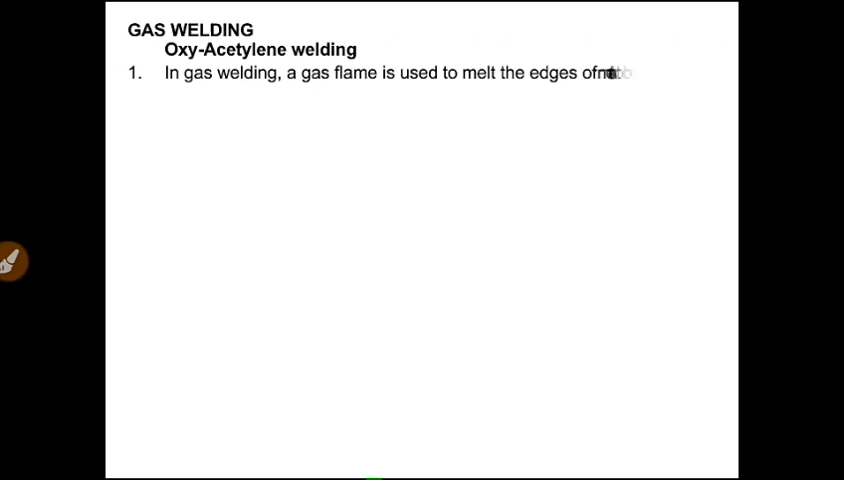 GAS WELDING
Oxy-Acetylene welding
1. In gas welding, a gas flame is used to melt the edges of